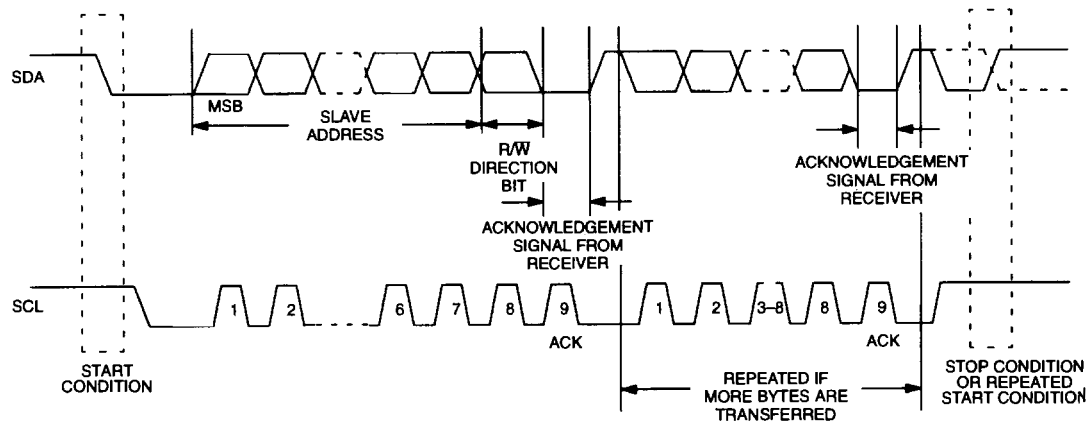 SDA
MSB
SLAVE
ADDRESS
R/W̅
DIRECTION
BIT
ACKNOWLEDGEMENT
SIGNAL FROM
RECEIVER
ACKNOWLEDGEMENT
SIGNAL FROM
RECEIVER
SCL
1 2 6 7 8 9 1 2 3–8 8 9
ACK
ACK
START
CONDITION
REPEATED IF
MORE BYTES ARE
TRANSFERRED
STOP CONDITION
OR REPEATED
START CONDITION